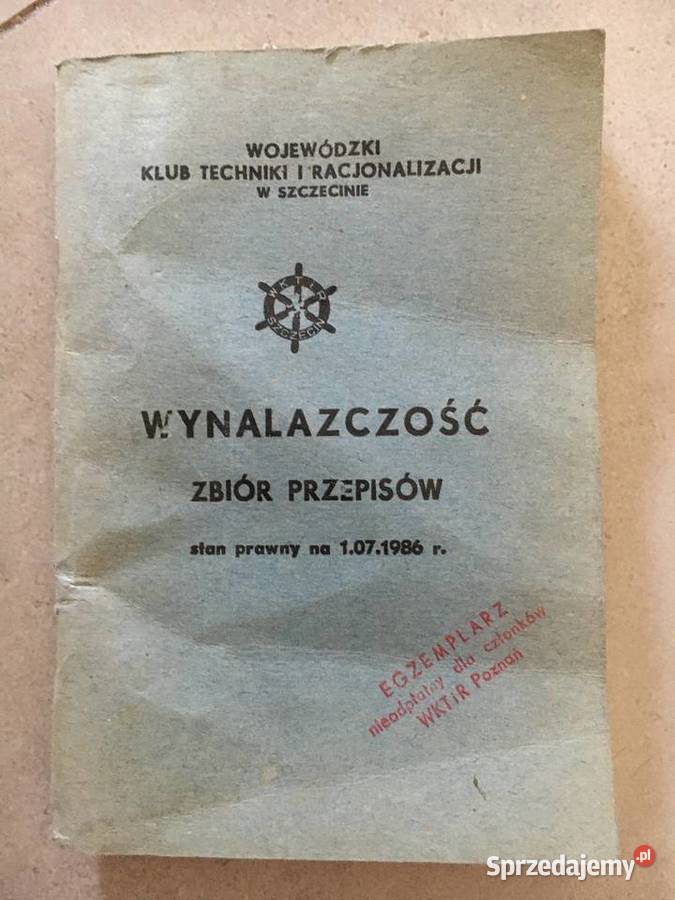 WOJEWÓDZKI
KLUB TECHNIKI I RACJONALIZACJI
W SZCZECINIE
WKTiR
SZCZECIN
WYNALAZCZOŚĆ
ZBIÓR PRZEPISÓW
stan prawny na 1.07.1986 r.
EGZEMPLARZ
nieodpłatny dla członków
WKTiR Poznań
Sprzedajemy.pl